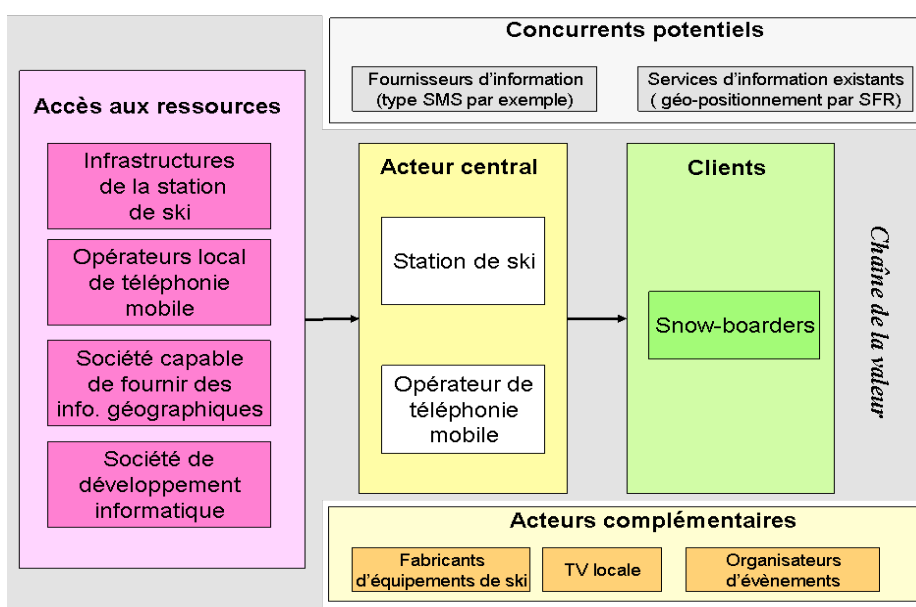 Concurrents potentiels
Fournisseurs d'information
(type SMS par exemple)
Services d'information existants
( géo-positionnement par SFR)
Accès aux ressources
Infrastructures
de la station
de ski
Opérateurs local
de téléphonie
mobile
Société capable
de fournir des
info. géographiques
Société de
développement
informatique
Acteur central
Station de ski
Opérateur de
téléphonie
mobile
Clients
Snow-boarders
Chaîne de la valeur
Acteurs complémentaires
Fabricants
d'équipements de ski
TV locale
Organisateurs
d'évènements